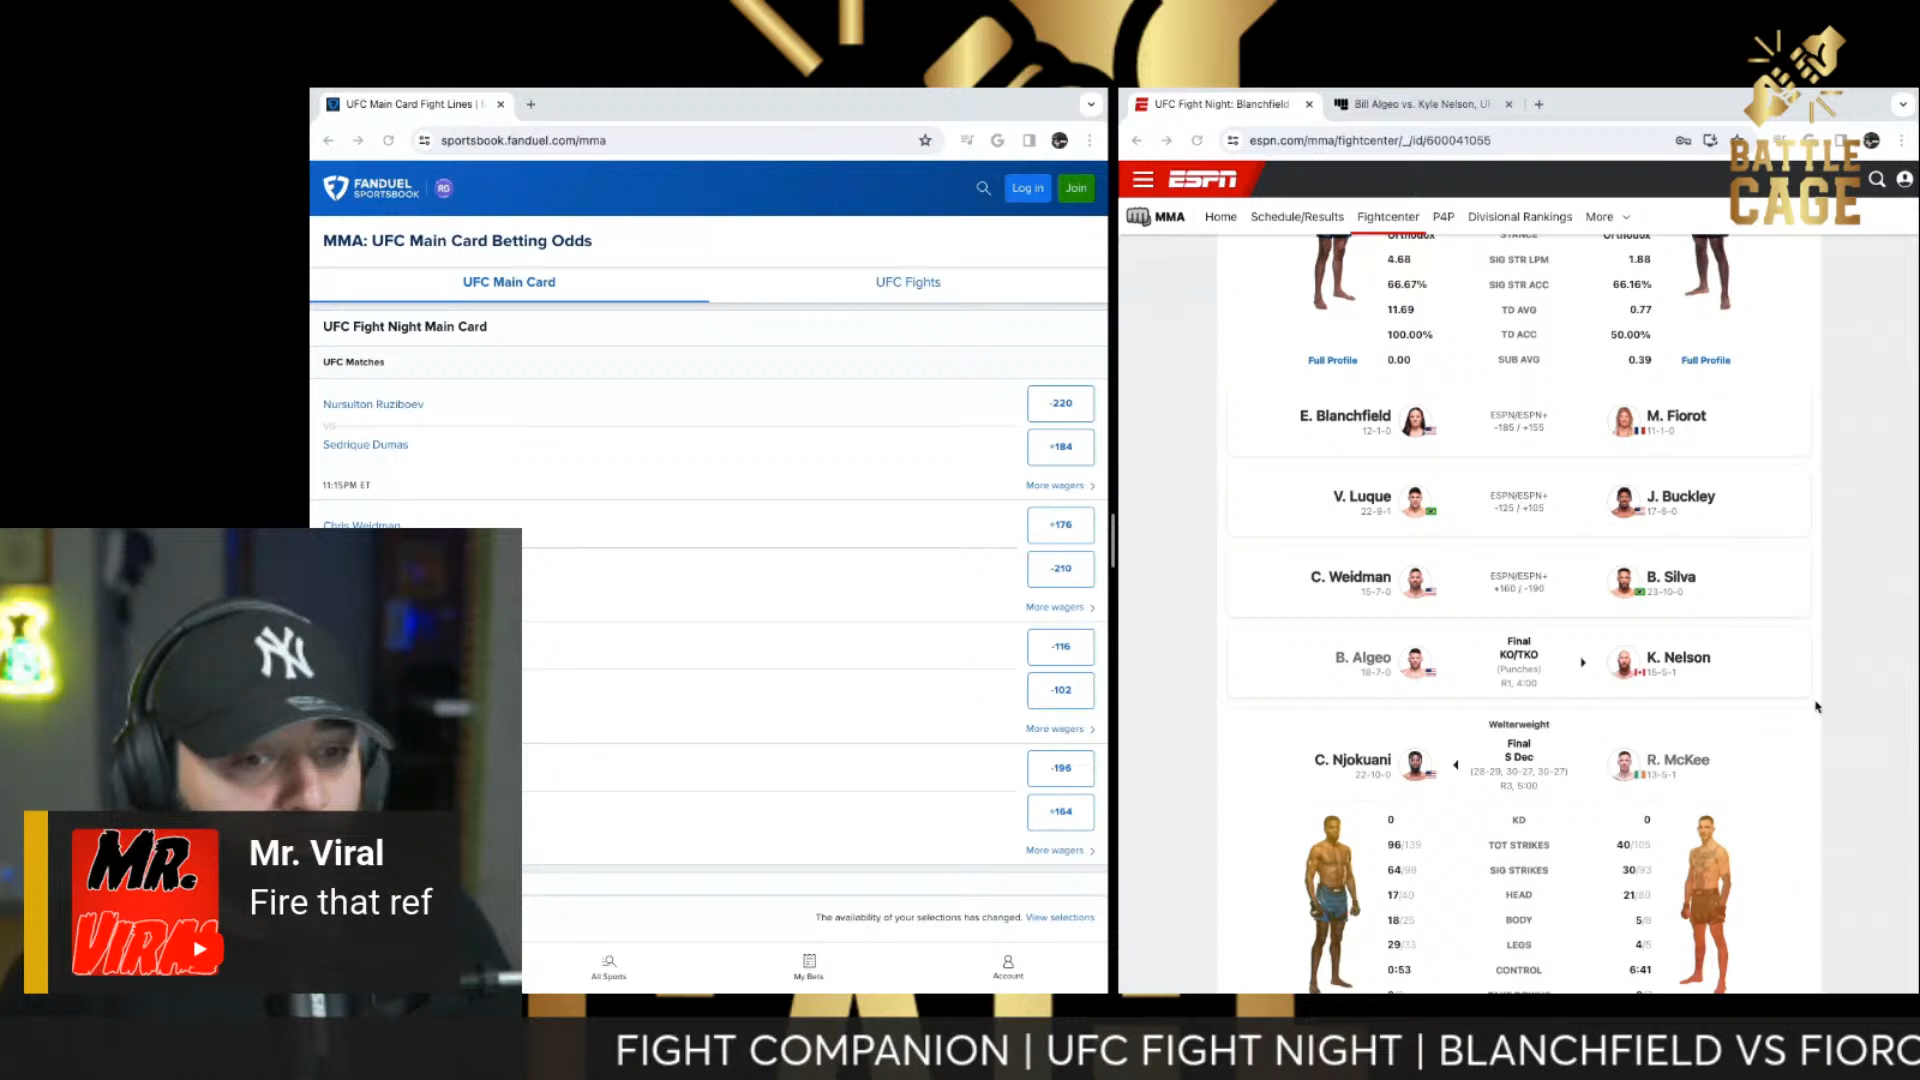 UFC Main Card Fight Lines |
sportsbook.fanduel.com/mma
FANDUEL
SPORTSBOOK
RG
Log in
Join
MMA: UFC Main Card Betting Odds
UFC Main Card
UFC Fights
UFC Fight Night Main Card
UFC Matches
Nursulton Ruziboev
-220
VS
Sedrique Dumas
+184
11:15PM ET
More wagers
Chris Weidman
+176
-210
More wagers
-116
-102
More wagers
-196
+164
More wagers
The availability of your selections has changed. View selections
All Sports
My Bets
Account
UFC Fight Night: Blanchfield
Bill Algeo vs. Kyle Nelson, UF
espn.com/mma/fightcenter/_/id/600041055
ESPN
BATTLE
CAGE
MMA
Home
Schedule/Results
Fightcenter
P4P
Divisional Rankings
More
Orthodox STANCE Orthodox
4.68 SIG STR LPM 1.88
66.67% SIG STR ACC 66.16%
11.69 TD AVG 0.77
100.00% TD ACC 50.00%
Full Profile 0.00 SUB AVG 0.39 Full Profile
E. Blanchfield
12-1-0
ESPN/ESPN+
-185 / +155
M. Fiorot
11-1-0
V. Luque
22-9-1
ESPN/ESPN+
-125 / +105
J. Buckley
17-6-0
C. Weidman
15-7-0
ESPN/ESPN+
+160 / -190
B. Silva
23-10-0
B. Algeo
18-7-0
Final
KO/TKO
(Punches)
R1, 4:00
K. Nelson
15-5-1
Welterweight
C. Njokuani
22-10-0
Final
S Dec
(28-29, 30-27, 30-27)
R3, 5:00
R. McKee
13-5-1
0 KD 0
96/139 TOT STRIKES 40/105
64/98 SIG STRIKES 30/93
17/40 HEAD 21/80
18/25 BODY 5/8
29/33 LEGS 4/5
0:53 CONTROL 6:41
NY
MR.
VIRAL
Mr. Viral
Fire that ref
FIGHT COMPANION | UFC FIGHT NIGHT | BLANCHFIELD VS FIORO